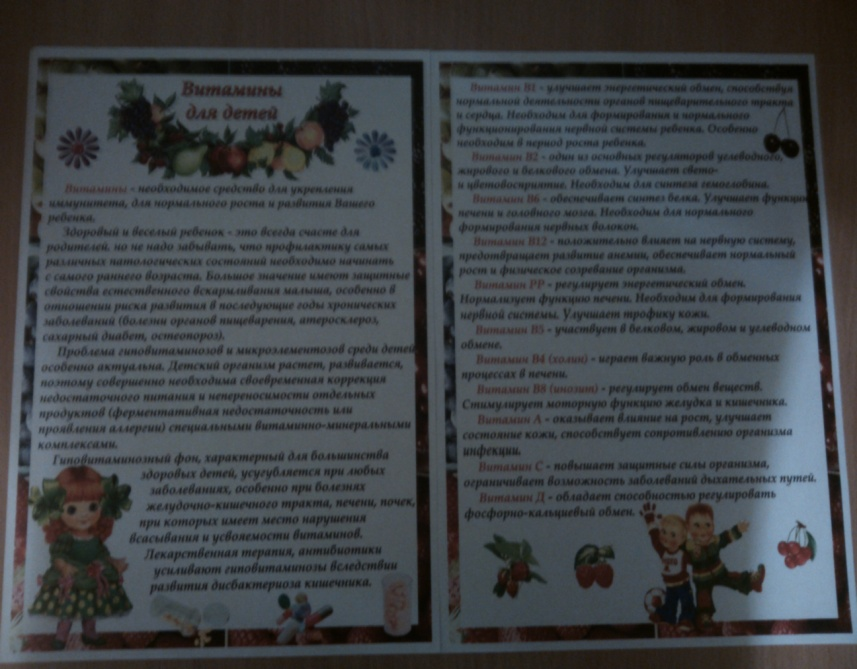 Витамины
для детей
Витамины - необходимое средство для укрепления
иммунитета, для нормального роста и развития Вашего
ребенка.
Здоровый и веселый ребенок - это всегда счастье для
родителей, но не надо забывать, что профилактику самых
различных патологических состояний необходимо начинать
с самого раннего возраста. Большое значение имеют защитные
свойства естественного вскармливания малыша, особенно в
отношении риска развития в последующие годы хронических
заболеваний (болезни органов пищеварения, атеросклероз,
сахарный диабет, остеопороз).
Проблема гиповитаминозов и микроэлементозов среди детей
особенно актуальна. Детский организм растет, развивается,
поэтому совершенно необходима своевременная коррекция
недостаточного питания и непереносимости отдельных
продуктов (ферментативная недостаточность или
проявления аллергии) специальными витаминно-минеральными
комплексами.
Гиповитаминозный фон, характерный для большинства
здоровых детей, усугубляется при любых
заболеваниях, особенно при болезнях
желудочно-кишечного тракта, печени, почек,
при которых имеет место нарушения
всасывания и усвояемости витаминов.
Лекарственная терапия, антибиотики
усиливают гиповитаминозы вследствии
развития дисбактериоза кишечника.
Витамин В1 - улучшает энергетический обмен, способствуя
нормальной деятельности органов пищеварительного тракта
и сердца. Необходим для формирования и нормального
функционирования нервной системы ребенка. Особенно
необходим в период роста ребенка.
Витамин В2 - один из основных регуляторов углеводного,
жирового и белкового обмена. Улучшает свето-
и цветовосприятие. Необходим для синтеза гемоглобина.
Витамин В6 - обеспечивает синтез белка. Улучшает функции
печени и головного мозга. Необходим для нормального
формирования нервных волокон.
Витамин В12 - положительно влияет на нервную систему,
предотвращает развитие анемии, обеспечивает нормальный
рост и физическое созревание организма.
Витамин РР - регулирует энергетический обмен.
Нормализует функцию печени. Необходим для формирования
нервной системы. Улучшает трофику кожи.
Витамин В5 - участвует в белковом, жировом и углеводном
обмене.
Витамин В4 (холин) - играет важную роль в обменных
процессах в печени.
Витамин В8 (инозит) - регулирует обмен веществ.
Стимулирует моторную функцию желудка и кишечника.
Витамин А - оказывает влияние на рост, улучшает
состояние кожи, способствует сопротивлению организма
инфекции.
Витамин С - повышает защитные силы организма,
ограничивает возможность заболеваний дыхательных путей.
Витамин Д - обладает способностью регулировать
фосфорно-кальциевый обмен.